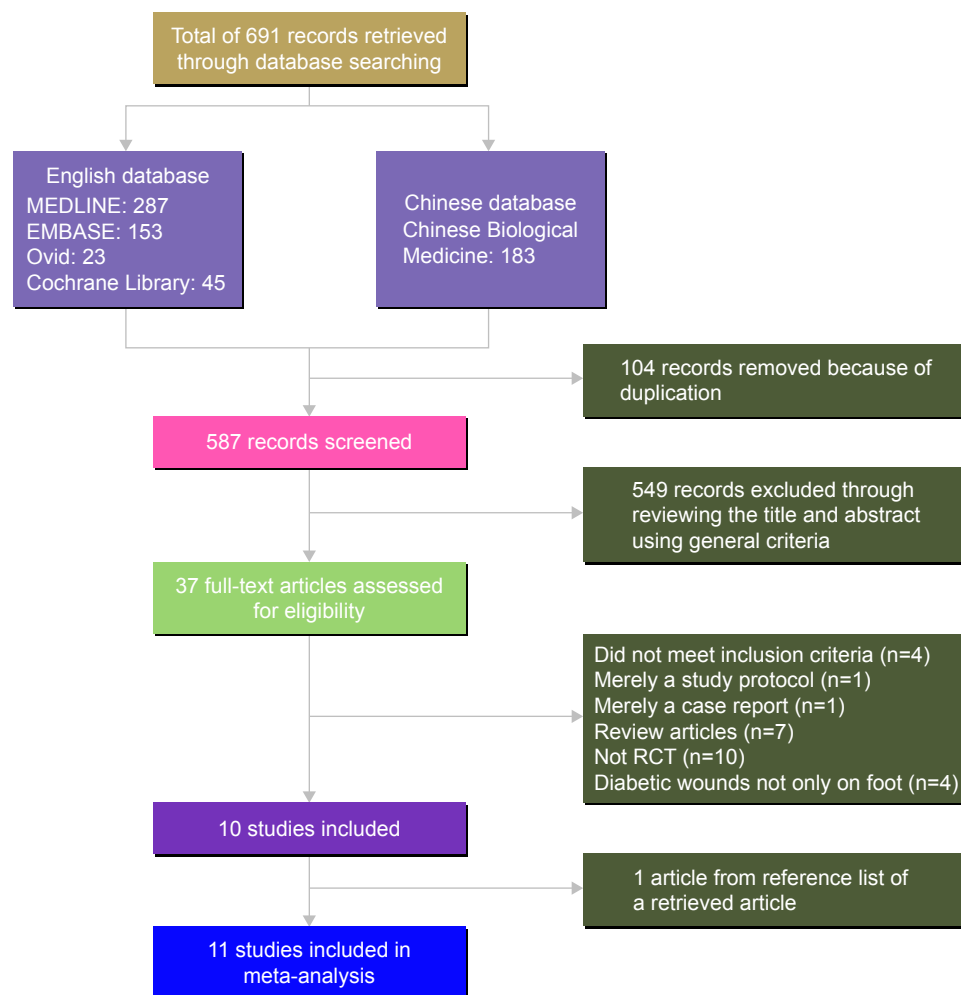 Total of 691 records retrieved
through database searching
English database
MEDLINE: 287
EMBASE: 153
Ovid: 23
Cochrane Library: 45
Chinese database
Chinese Biological
Medicine: 183
104 records removed because of
duplication
587 records screened
549 records excluded through
reviewing the title and abstract
using general criteria
37 full-text articles assessed
for eligibility
Did not meet inclusion criteria (n=4)
Merely a study protocol (n=1)
Merely a case report (n=1)
Review articles (n=7)
Not RCT (n=10)
Diabetic wounds not only on foot (n=4)
10 studies included
1 article from reference list of
a retrieved article
11 studies included in
meta-analysis